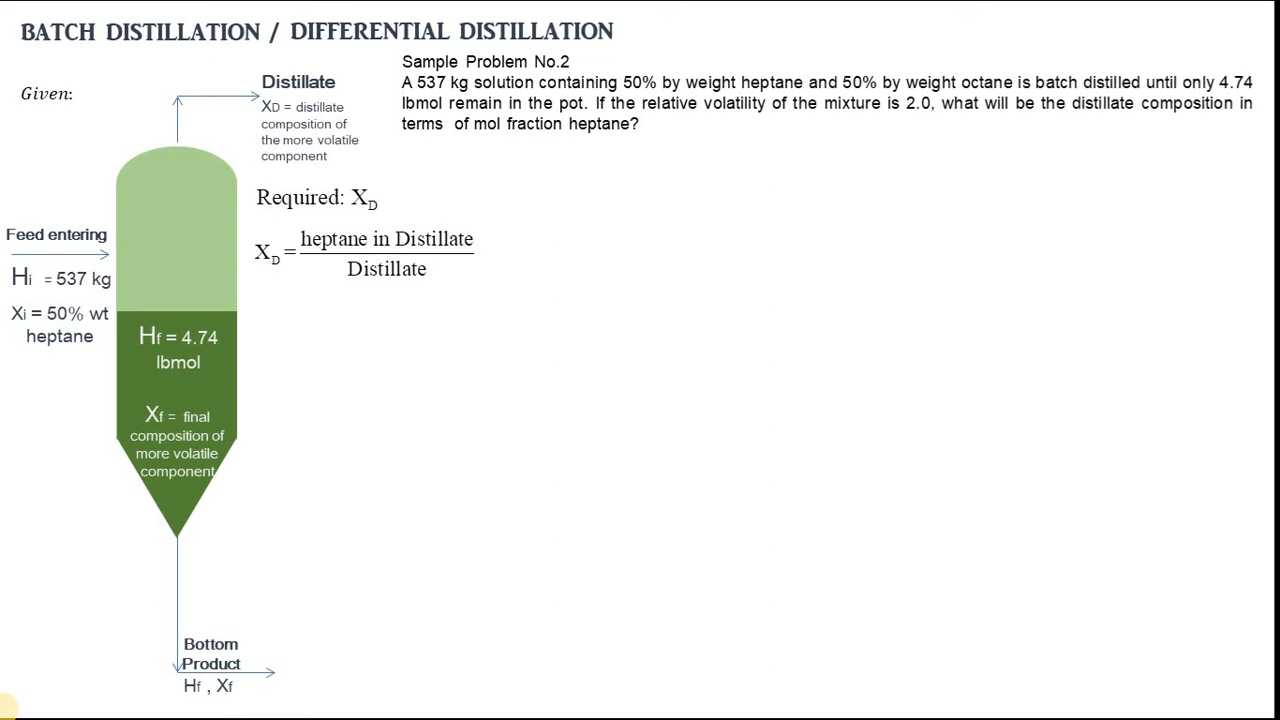 BATCH DISTILLATION / DIFFERENTIAL DISTILLATION
Sample Problem No.2
A 537 kg solution containing 50% by weight heptane and 50% by weight octane is batch distilled until only 4.74
lbmol remain in the pot. If the relative volatility of the mixture is 2.0, what will be the distillate composition in
terms of mol fraction heptane?
Given:
Distillate
XD = distillate
composition of
the more volatile
component
Required: XD
XD = heptane in Distillate
Distillate
Feed entering
Hi = 537 kg
Xi = 50% wt
heptane
Hf = 4.74
lbmol
Xf = final
composition of
more volatile
component
Bottom
Product
Hf , Xf